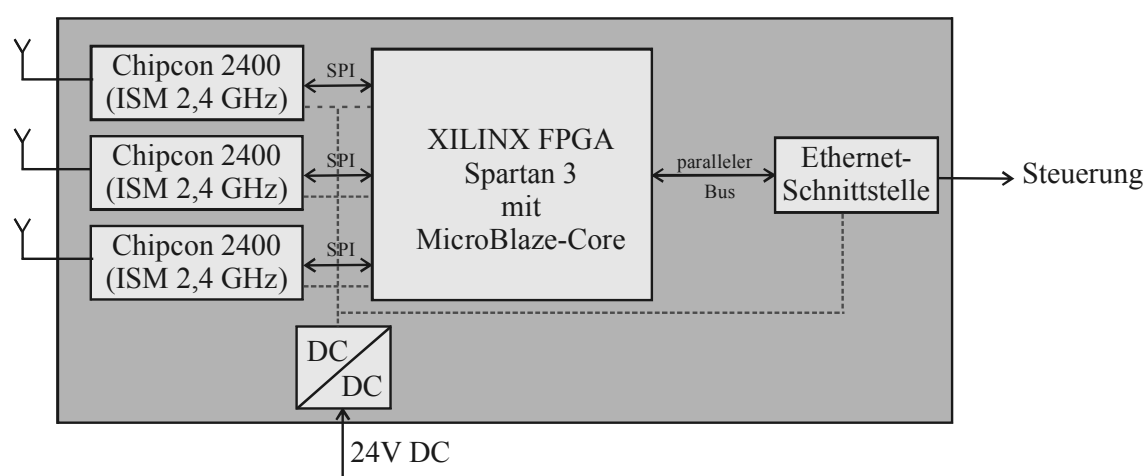 Chipcon 2400
(ISM 2,4 GHz)
SPI
Chipcon 2400
(ISM 2,4 GHz)
SPI
Chipcon 2400
(ISM 2,4 GHz)
SPI
XILINX FPGA
Spartan 3
mit
MicroBlaze-Core
paralleler
Bus
Ethernet-
Schnittstelle
Steuerung
DC
DC
24V DC